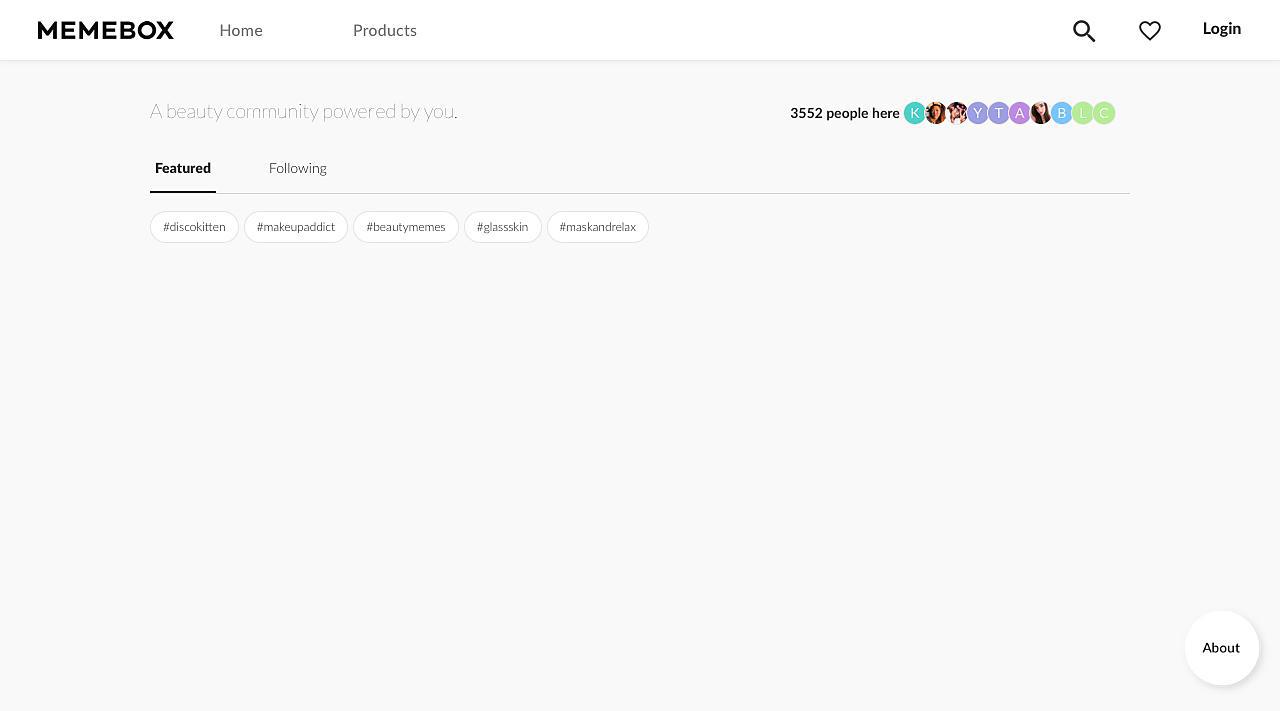 MEMEBOX Home Products Login
A beauty community powered by you.
3552 people here K Y T A B L C
Featured Following
#discokitten #makeupaddict #beautymemes #glassskin #maskandrelax
About